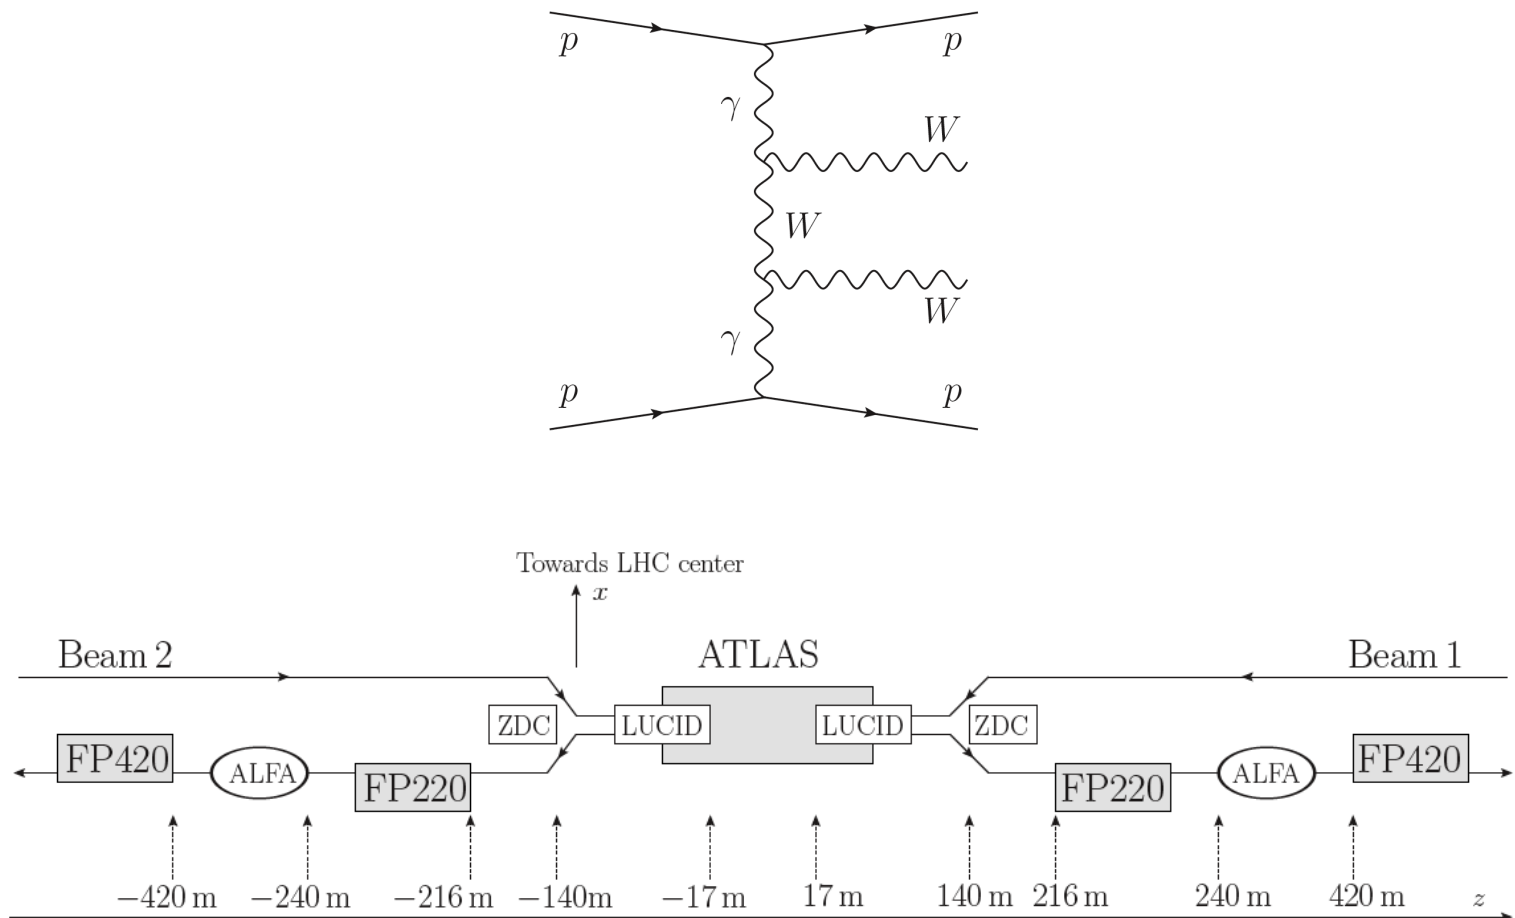 p p
γ
W
W
W
γ
p p
Towards LHC center
x
Beam 2 ATLAS Beam 1
ZDC LUCID LUCID ZDC
FP420 ALFA FP220 FP220 ALFA FP420
−420 m −240 m −216 m −140m −17 m 17 m 140 m 216 m 240 m 420 m z